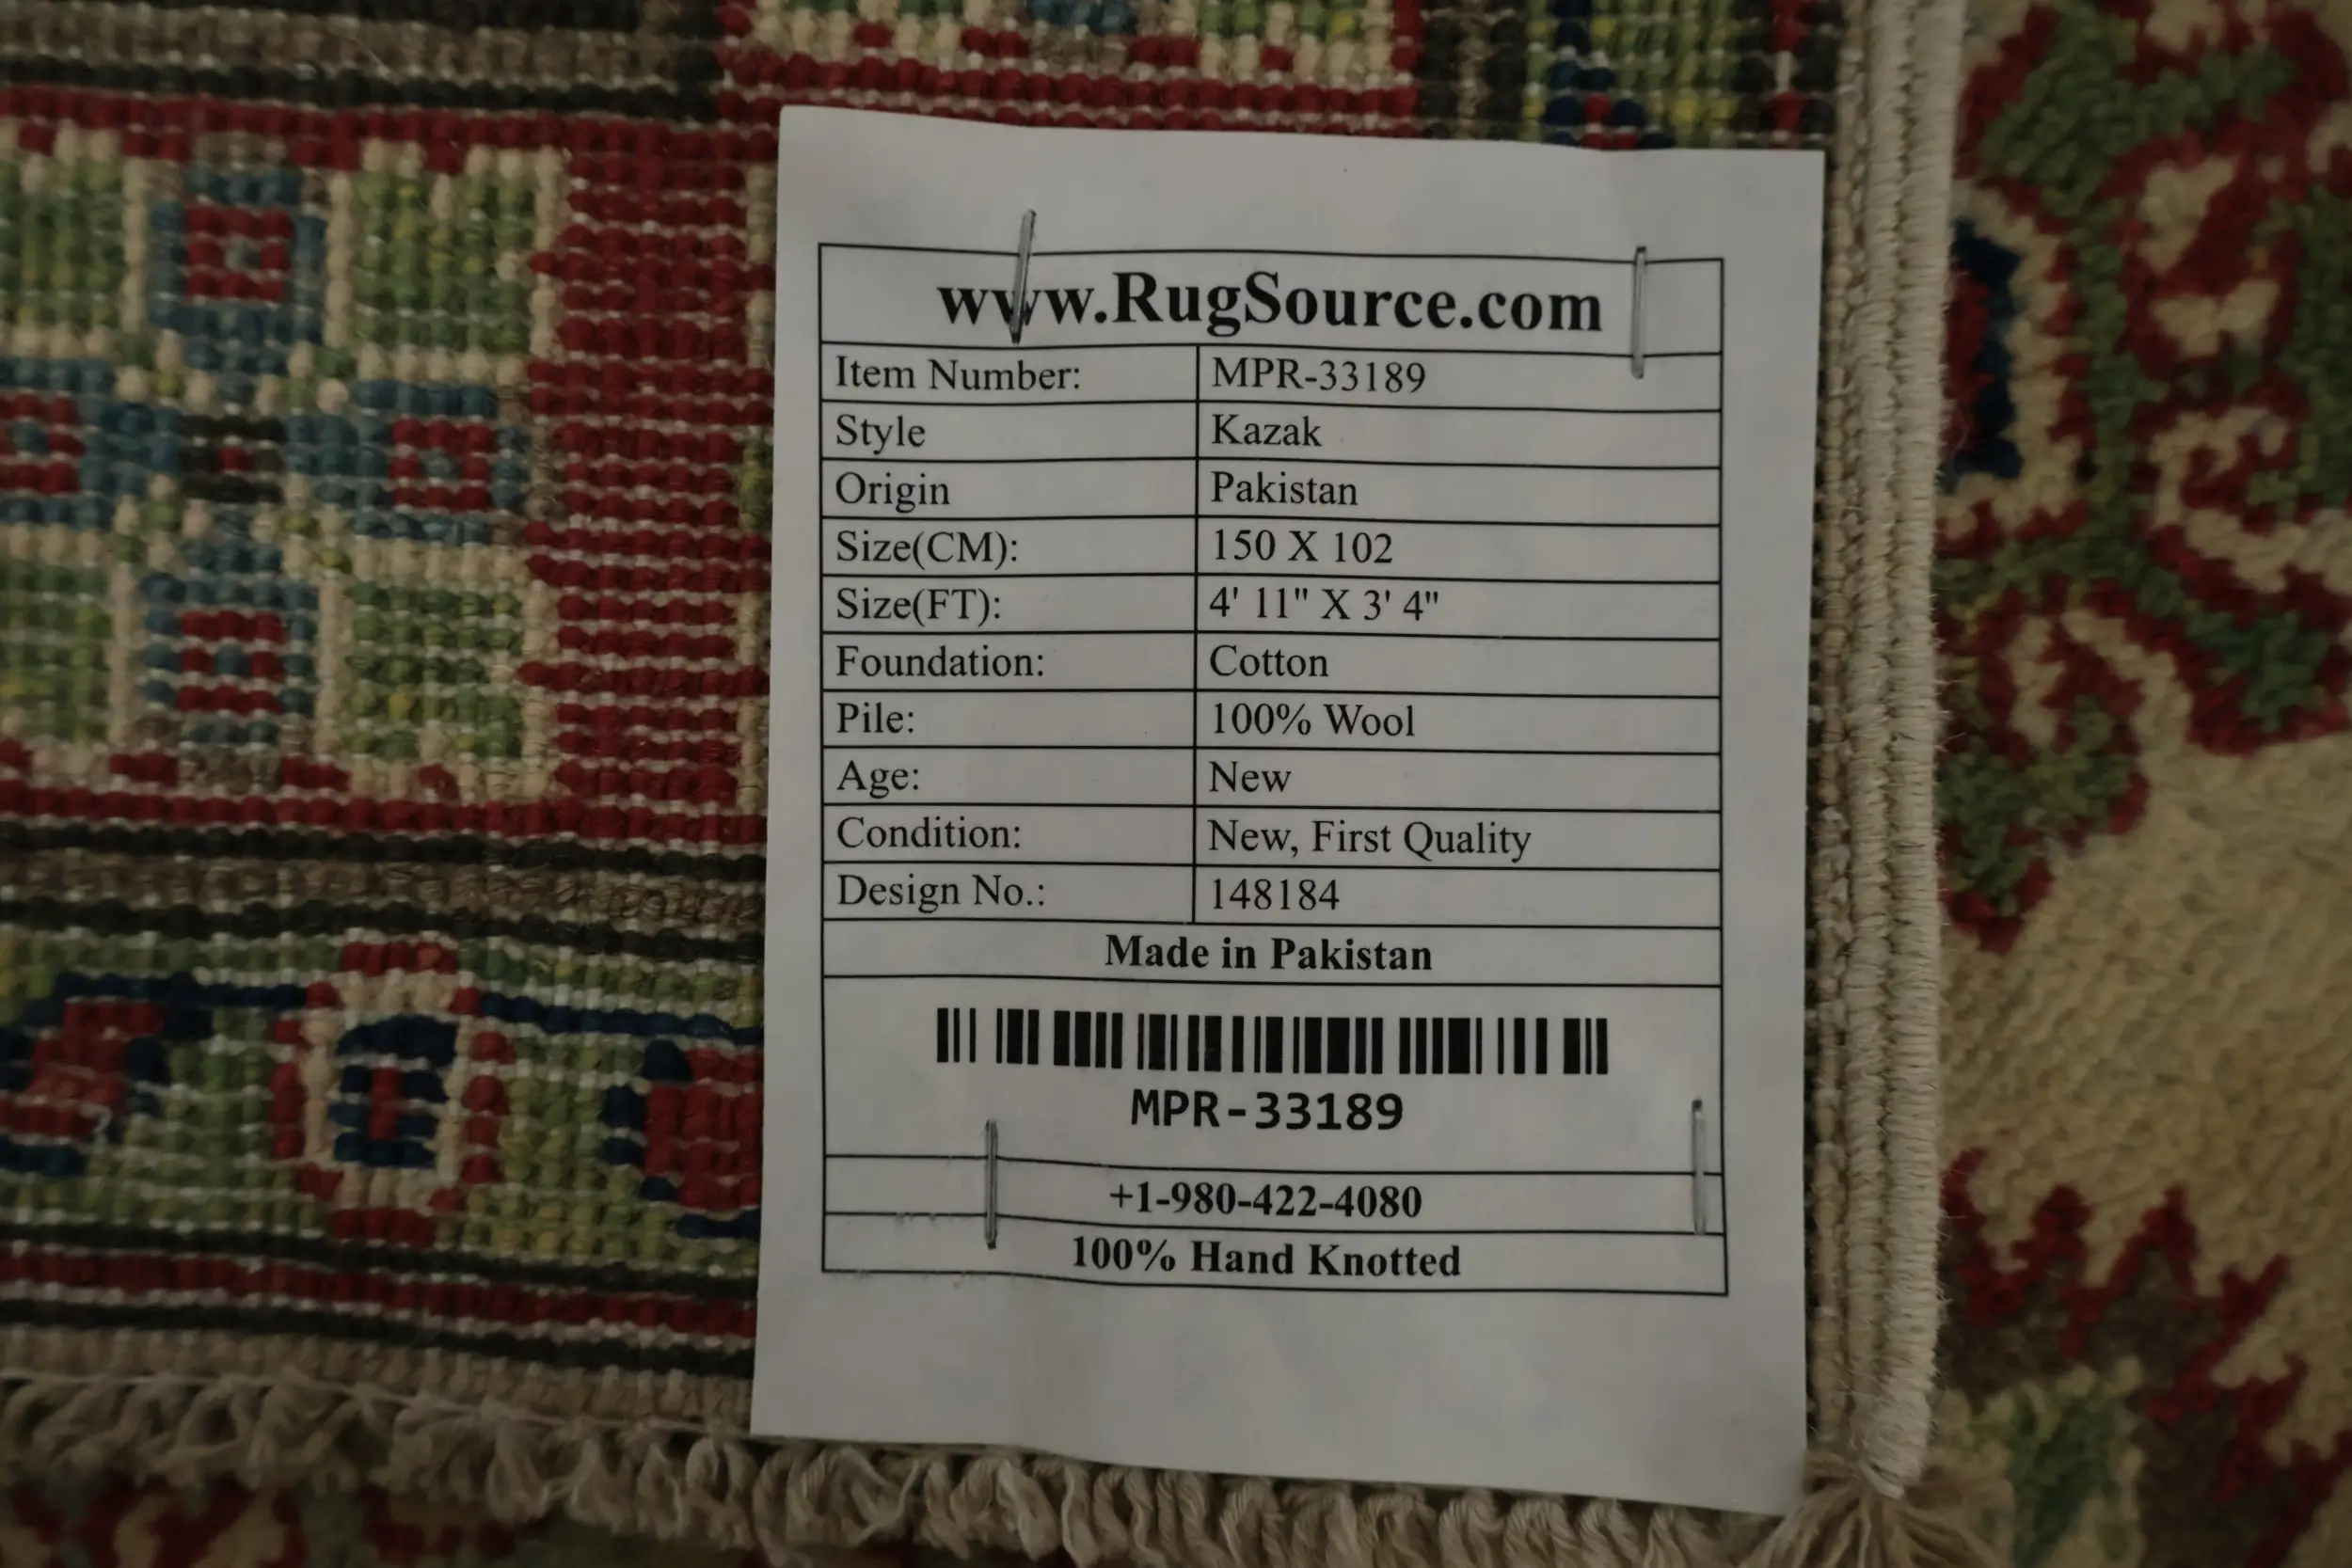 www.RugSource.com
Item Number: MPR-33189
Style Kazak
Origin Pakistan
Size(CM): 150 X 102
Size(FT): 4' 11" X 3' 4"
Foundation: Cotton
Pile: 100% Wool
Age: New
Condition: New, First Quality
Design No.: 148184
Made in Pakistan
MPR-33189
+1-980-422-4080
100% Hand Knotted